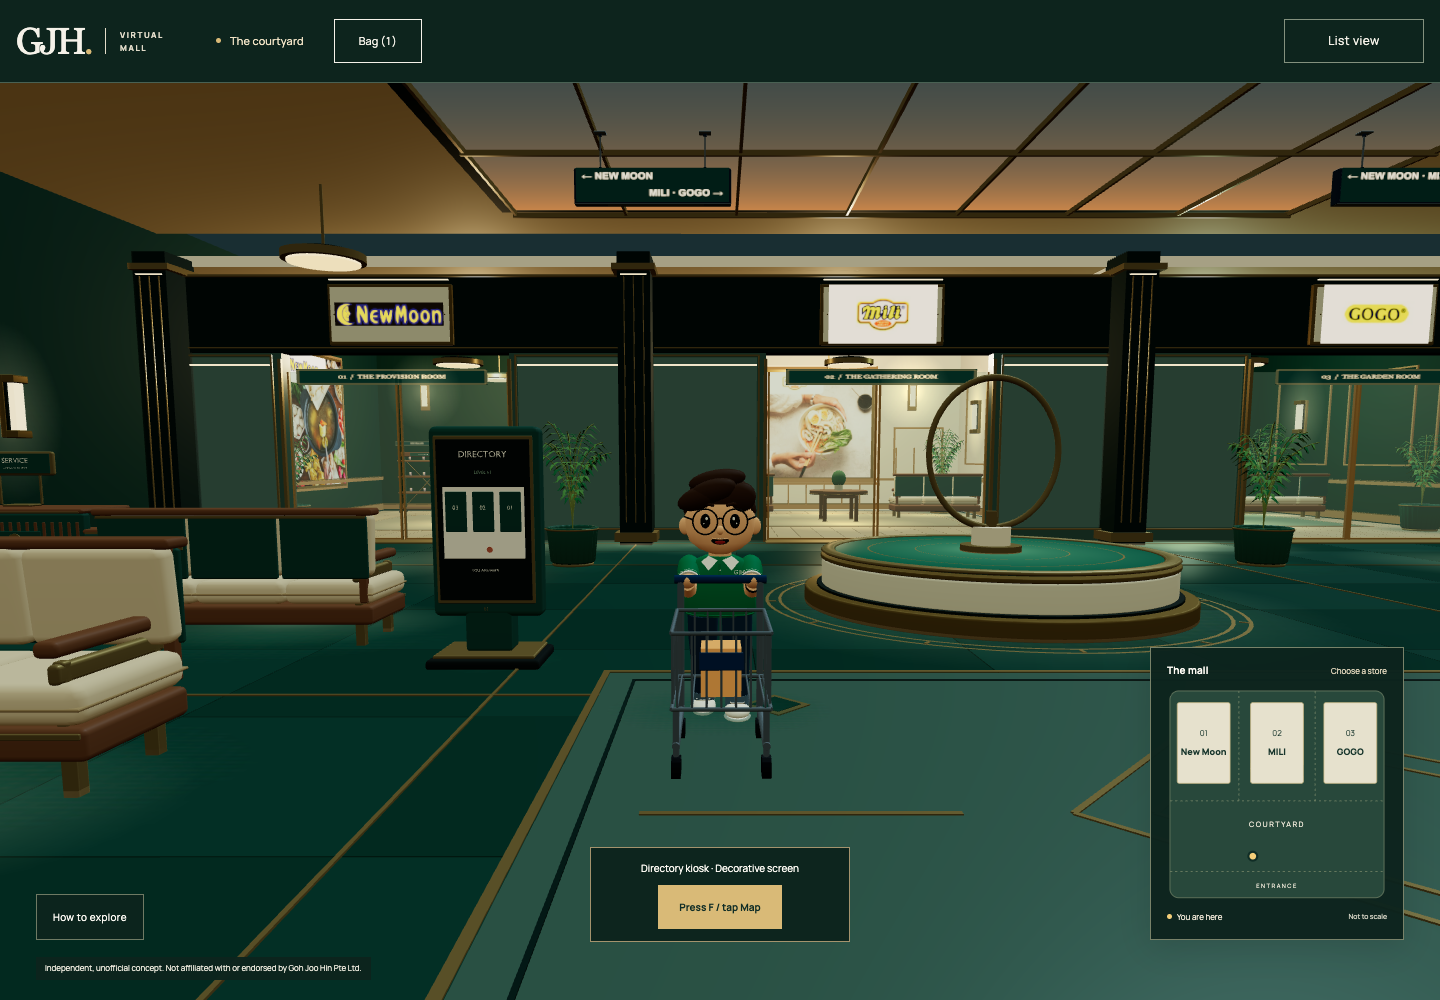 GJH.
VIRTUAL
MALL
The courtyard
Bag (1)
List view
← NEW MOON
MILI · GOGO →
← NEW MOON · MI
NewMoon
mili
GOGO
01 / THE PROVISION ROOM
02 / THE GATHERING ROOM
03 / THE GARDEN ROOM
SERVICE
DIRECTORY
YOU ARE HERE
The mall
Choose a store
01
02
03
New Moon
MILI
GOGO
COURTYARD
ENTRANCE
You are here
Not to scale
Directory kiosk · Decorative screen
Press F / tap Map
How to explore
Independent, unofficial concept. Not affiliated with or endorsed by Goh Joo Hin Pte Ltd.